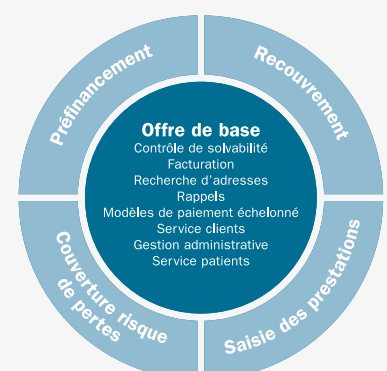 Préfinancement
Recouvrement
Offre de base
Contrôle de solvabilité
Facturation
Recherche d'adresses
Rappels
Modèles de paiement échelonné
Service clients
Gestion administrative
Service patients
Couverture risque
de pertes
Saisie des prestations